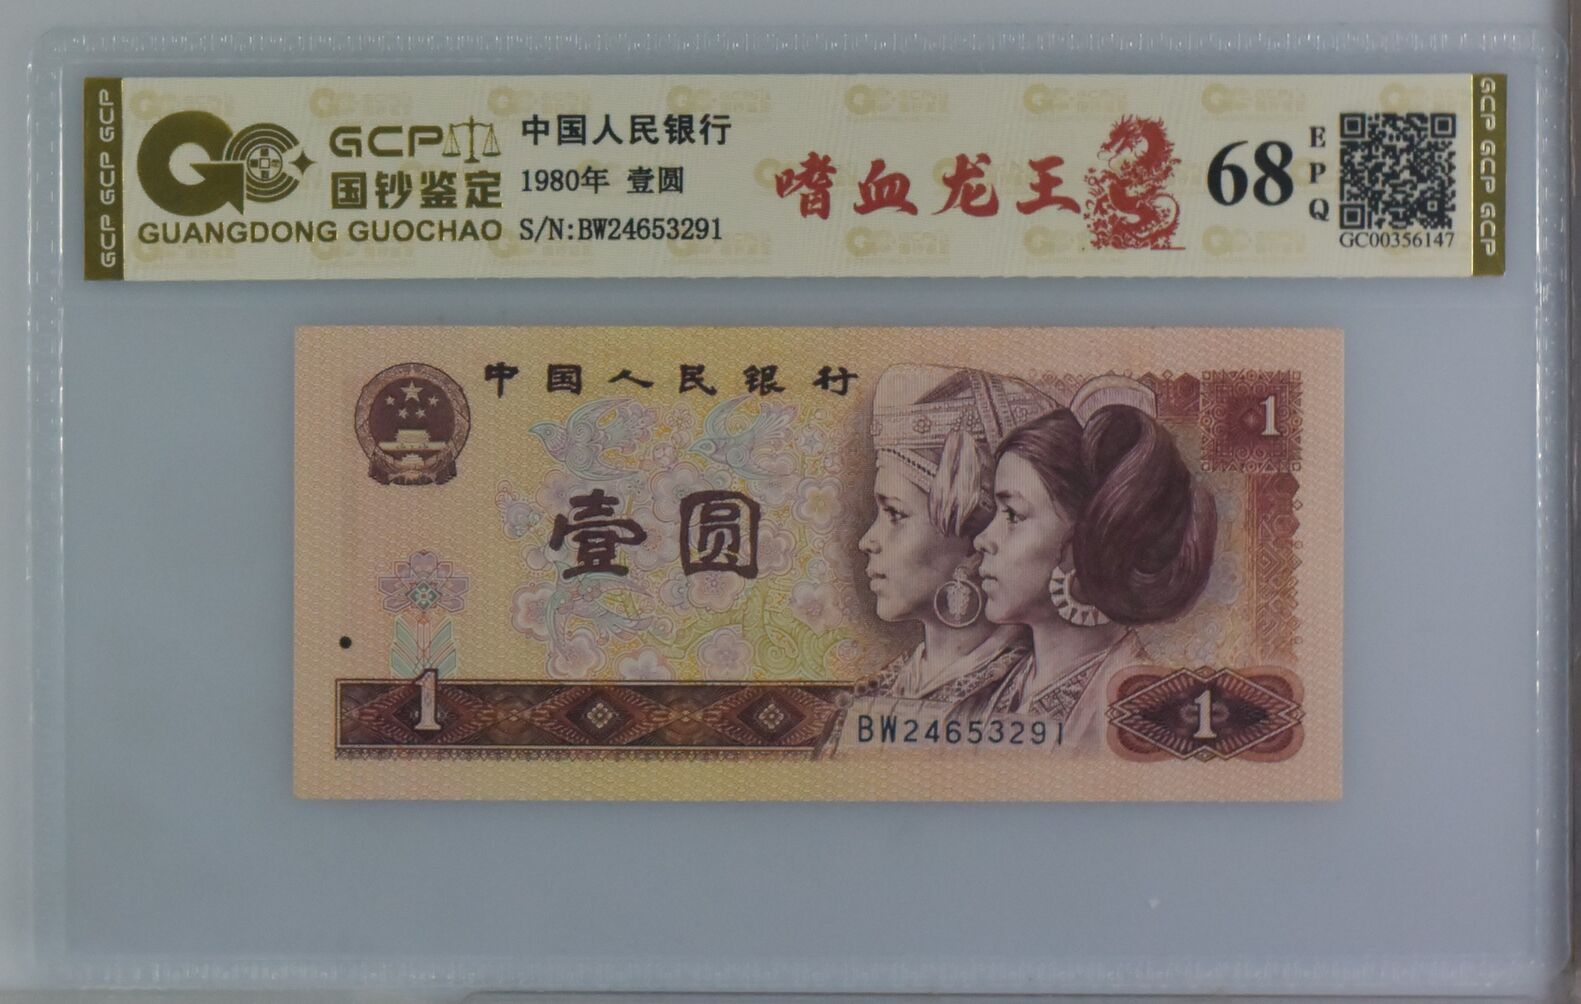 GCP GCP GCP
GCP
国钞鉴定
GUANGDONG GUOCHAO
中国人民银行
1980年 壹圆
S/N:BW24653291
嗜血龙王
68
EPQ
GC00356147
GCP GCP GCP
中国人民银行
1
壹圆
1
BW24653291
1